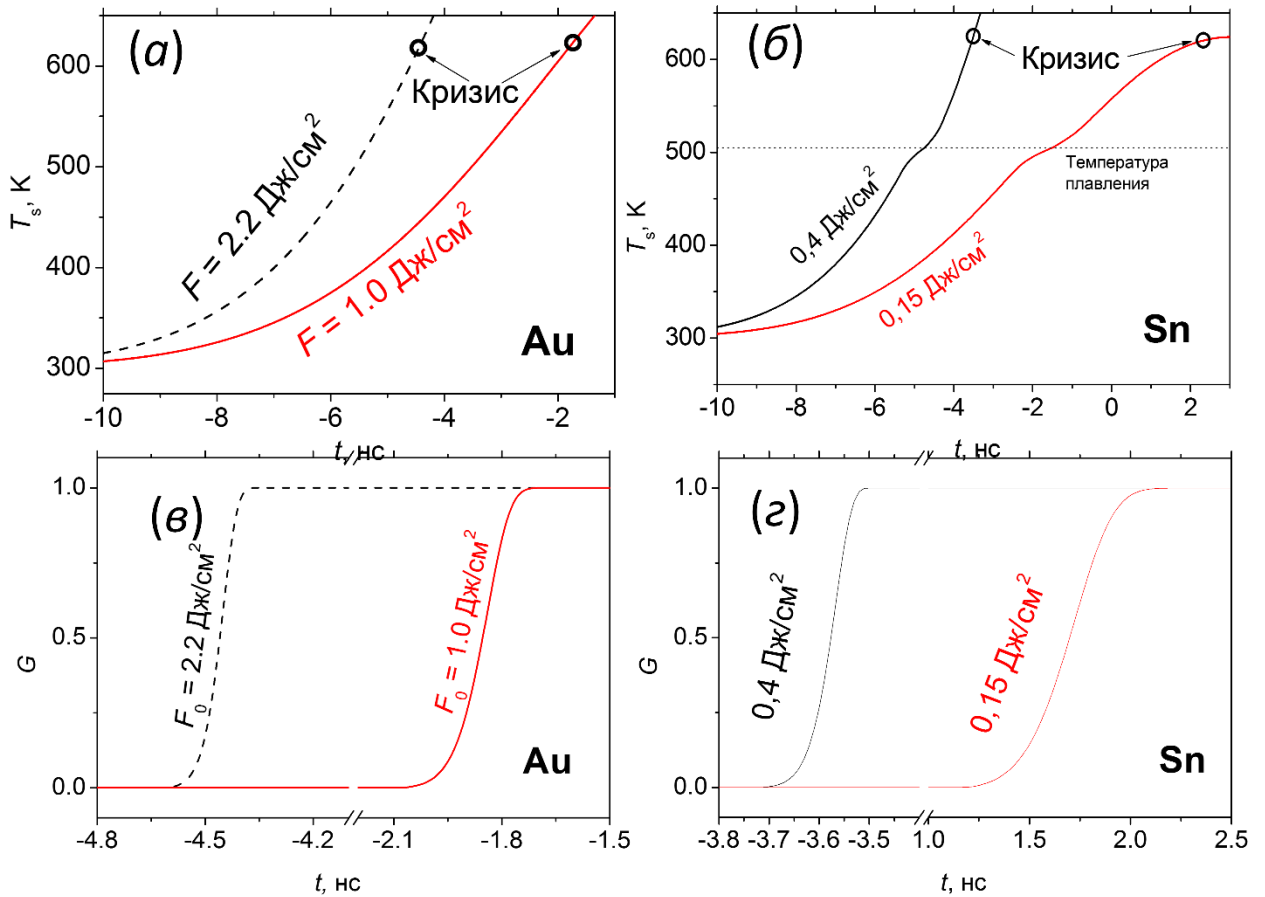 (а)
600
500
400
300
T_s, K
Кризис
F = 2.2 Дж/см²
F = 1.0 Дж/см²
Au
-10
-8
-6
-4
-2
t, нс
(б)
600
500
400
300
T_s, K
Кризис
Температура
плавления
0,4 Дж/см²
0,15 Дж/см²
Sn
-10
-8
-6
-4
-2
0
2
t, нс
(в)
1.0
0.5
0.0
G
F₀ = 2.2 Дж/см²
F₀ = 1.0 Дж/см²
Au
-4.8
-4.5
-4.2
-2.1
-1.8
-1.5
t, нс
(г)
1.0
0.5
0.0
G
0,4 Дж/см²
0,15 Дж/см²
Sn
-3.8
-3.7
-3.6
-3.5
1.0
1.5
2.0
2.5
t, нс